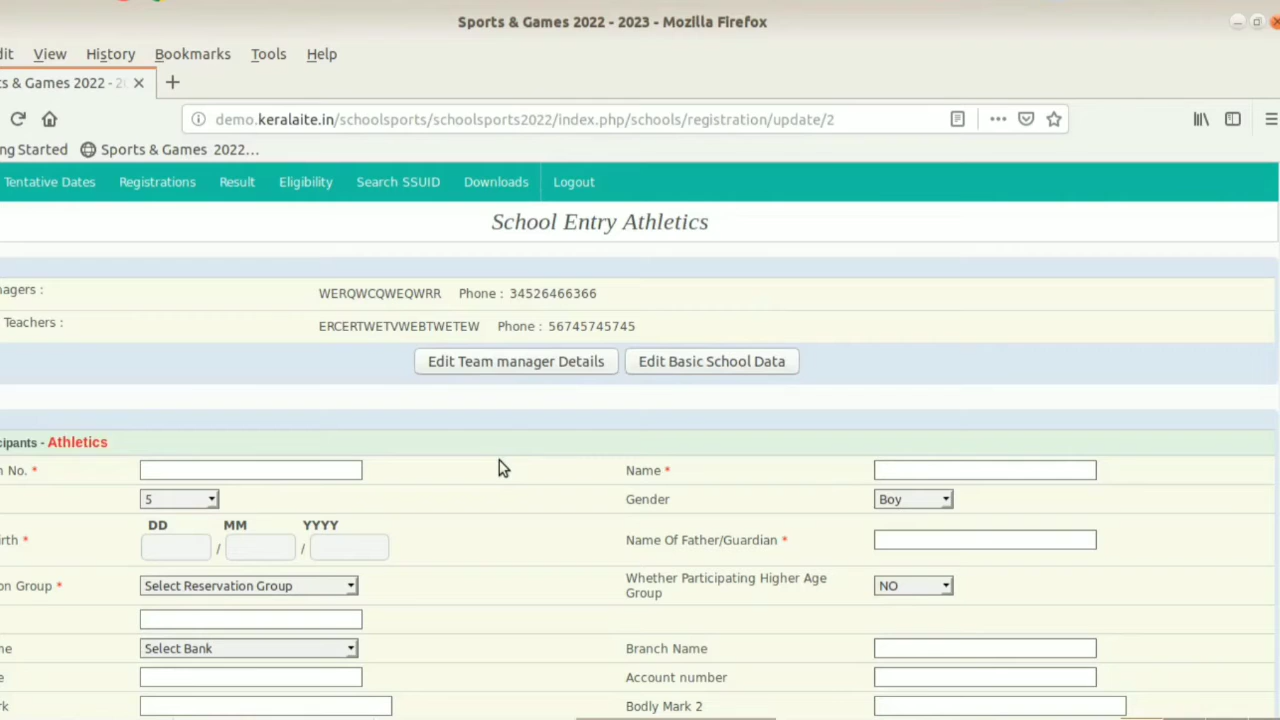 Sports & Games 2022 - 2023 - Mozilla Firefox
dit View History Bookmarks Tools Help
ts & Games 2022 - 2
demo.keralaite.in/schoolsports/schoolsports2022/index.php/schools/registration/update/2
ng Started Sports & Games 2022...
Tentative Dates Registrations Result Eligibility Search SSUID Downloads Logout
School Entry Athletics
nagers : WERQWCQWEQWRR Phone : 34526466366
Teachers : ERCERTWETVWEBTWETEW Phone : 56745745745
Edit Team manager Details Edit Basic School Data
cipants - Athletics
n No. * Name *
5 Gender Boy
DD MM YYYY
irth * / / Name Of Father/Guardian *
on Group * Select Reservation Group Whether Participating Higher Age Group NO
me Select Bank Branch Name
e Account number
rk Bodly Mark 2